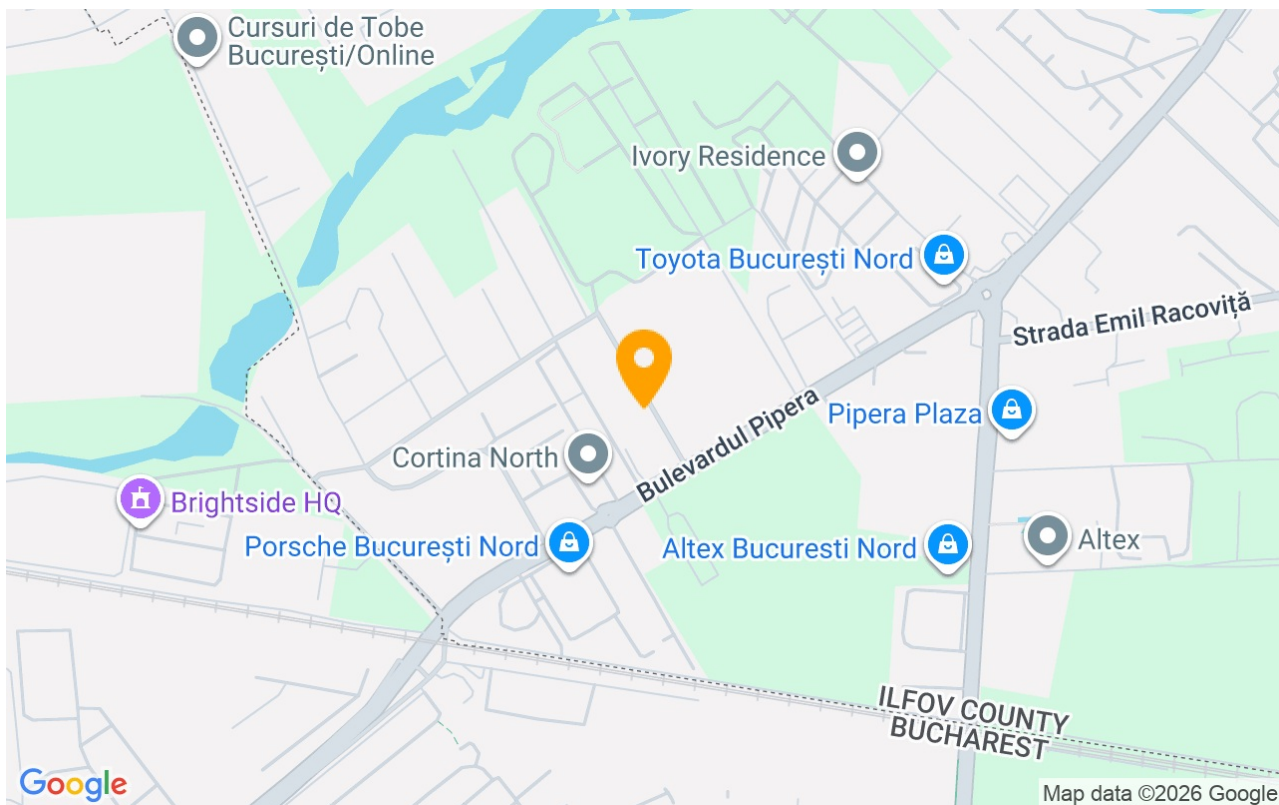 Cursuri de Tobe
București/Online
Ivory Residence
Toyota București Nord
Strada Emil Racoviță
Bulevardul Pipera
Pipera Plaza
Cortina North
Brightside HQ
Porsche București Nord
Altex Bucuresti Nord
Altex
ILFOV COUNTY
BUCHAREST
Google
Map data ©2026 Google